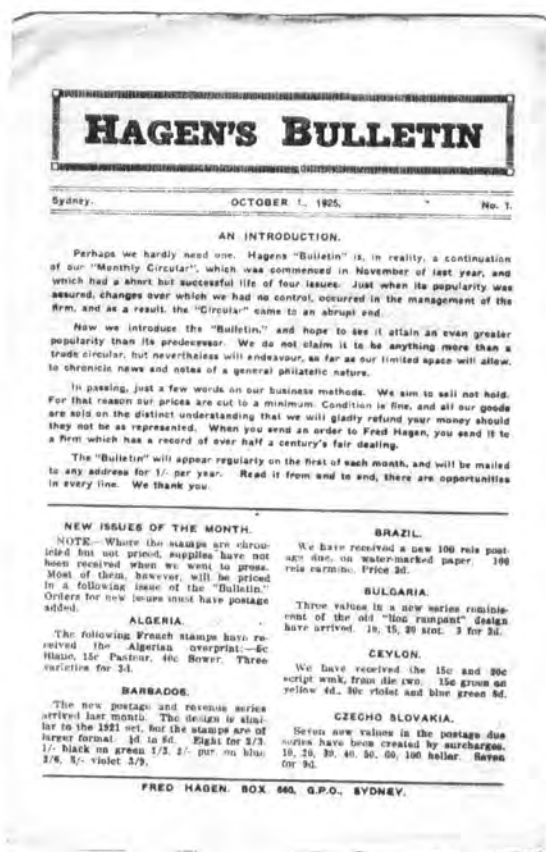 HAGEN'S BULLETIN
Sydney. OCTOBER 1., 1925. No. 1.
AN INTRODUCTION.
Perhaps we hardly need one. Hagens "Bulletin" is, in reality, a continuation
of our "Monthly Circular", which was commenced in November of last year, and
which had a short but successful life of four issues. Just when its popularity was
assured, changes over which we had no control, occurred in the management of the
firm, and as a result, the "Circular" came to an abrupt end.
Now we introduce the "Bulletin," and hope to see it attain an even greater
popularity than its predecessor. We do not claim it to be anything more than a
trade circular, but nevertheless will endeavour, so far as our limited space will allow,
to chronicle news and notes of a general philatelic nature.
In passing, just a few words on our business methods. We aim to sell not hold.
For that reason our prices are cut to a minimum. Condition is fine, and all our goods
are sold on the distinct understanding that we will gladly refund your money should
they not be as represented. When you send an order to Fred Hagen, you send it to
a firm which has a record of over half a century's fair dealing.
The "Bulletin" will appear regularly on the first of each month, and will be mailed
to any address for 1/- per year. Read it from end to end, there are opportunities
in every line. We thank you.
NEW ISSUES OF THE MONTH.
NOTE.—Where the stamps are chron-
icled but not priced, supplies have not
been received when we went to press.
Most of them, however, will be priced
in a following issue of the "Bulletin."
Orders for new issues must have postage
added.
ALGERIA.
The following French stamps have re-
ceived the Algerian overprint:—5c
Blanc, 15c Pasteur, 40c Sower. Three
varieties for 3d.
BARBADOS.
The new postage and revenue series
arrived last month. The design is simi-
lar to the 1921 set, but the stamps are of
larger format. ½d to 6d. Eight for 2/3.
1/- black on green 1/3, 2/- pur. on blue
2/6, 3/- violet 3/9.
BRAZIL.
We have received a new 100 reis post-
age due, on water-marked paper. 100
reis carmine. Price 3d.
BULGARIA.
Three values in a new series reminis-
cent of the old "lion rampant" design
have arrived. 10, 15, 30 stot. 3 for 3d.
CEYLON.
We have received the 15c and 30c
script wmk, from die two. 15c green on
yellow 4d., 30c violet and blue green 8d.
CZECHO SLOVAKIA.
Seven new values in the postage due
series have been created by surcharges.
10, 20, 30, 40, 50, 60, 100 heller. Seven
for 9d.
FRED HAGEN. BOX 660, G.P.O., SYDNEY.